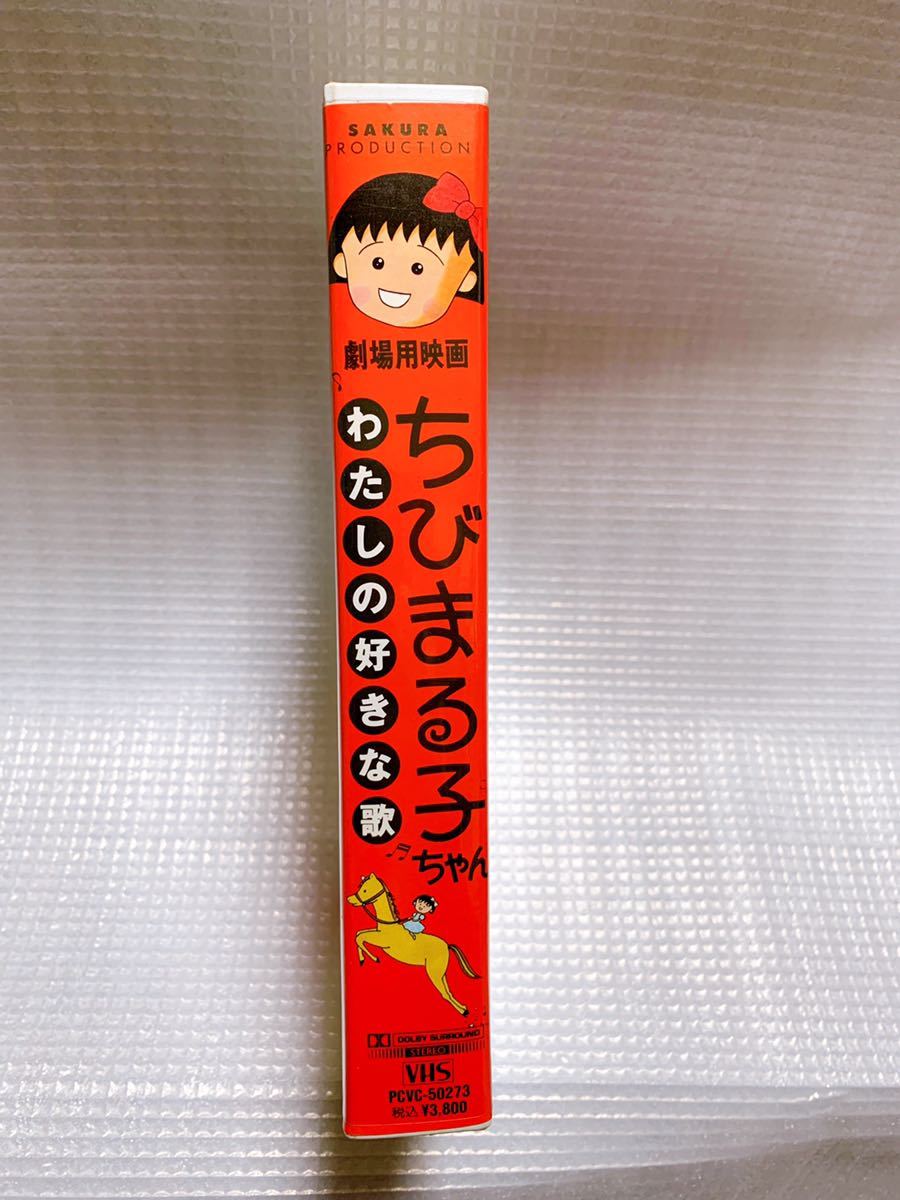 SAKURA
PRODUCTION
劇場用映画
ちびまる子ちゃん
わたしの好きな歌
DOLBY SURROUND
STEREO
VHS
PCVC-50273
税込¥3,800